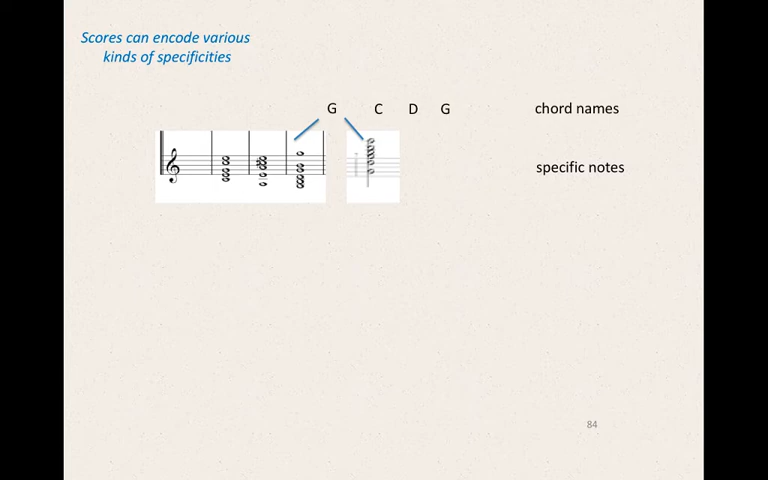 Scores can encode various
kinds of specificities
G C D G chord names
specific notes
84